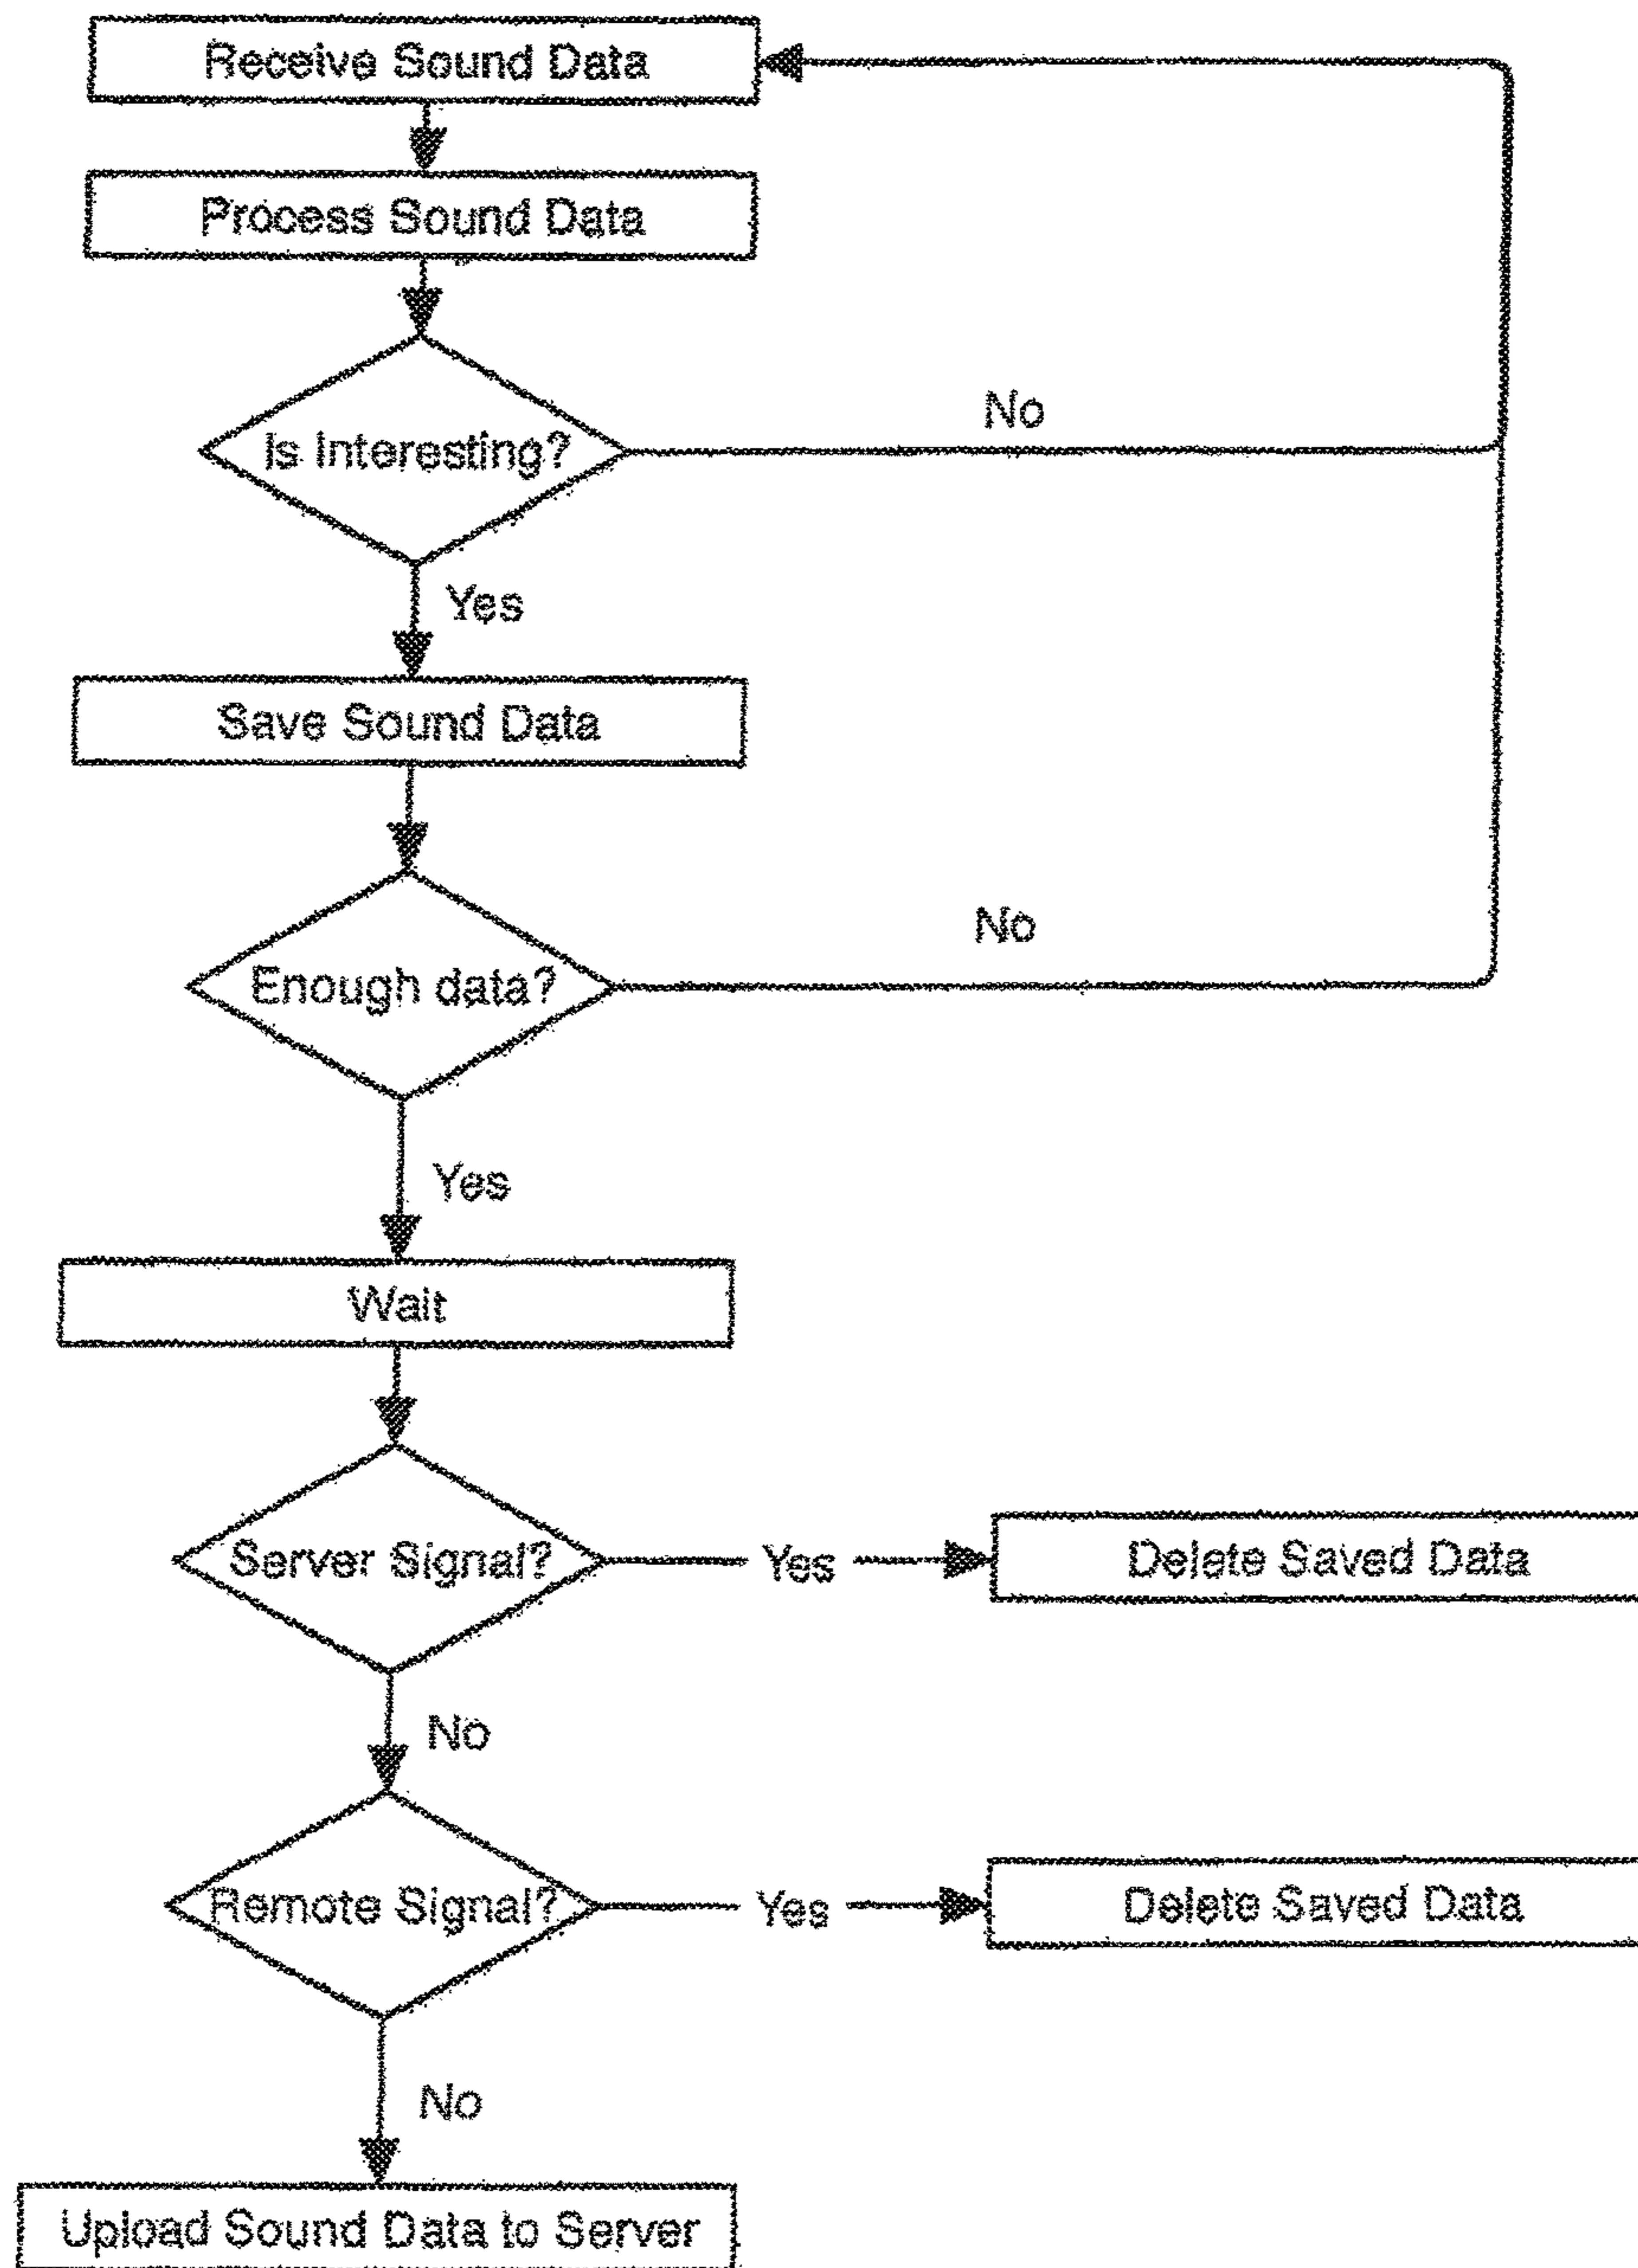 Receive Sound Data
Process Sound Data
Is Interesting?
No
Yes
Save Sound Data
Enough data?
No
Yes
Wait
Server Signal?
Yes
Delete Saved Data
No
Remote Signal?
Yes
Delete Saved Data
No
Upload Sound Data to Server